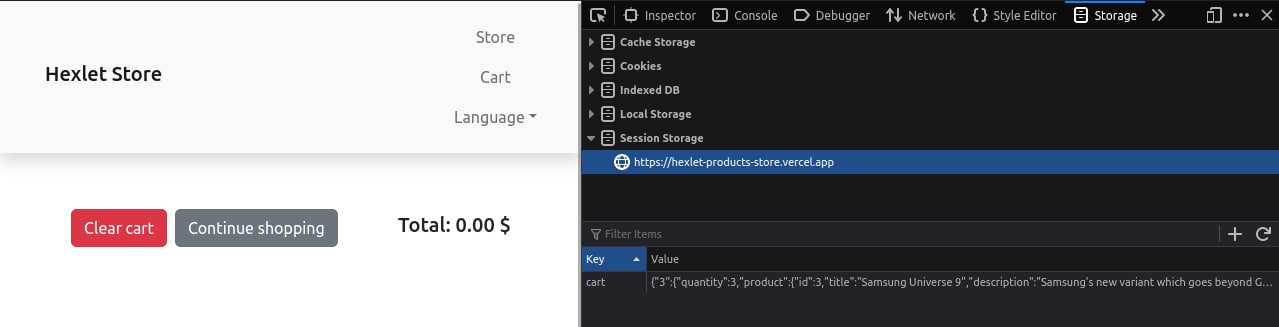 Hexlet Store
Store
Cart
Language
Clear cart
Continue shopping
Total: 0.00 $
Inspector
Console
Debugger
Network
Style Editor
Storage
Cache Storage
Cookies
Indexed DB
Local Storage
Session Storage
https://hexlet-products-store.vercel.app
Filter Items
Key
Value
cart
{"3":{"quantity":3,"product":{"id":3,"title":"Samsung Universe 9","description":"Samsung's new variant which goes beyond G…